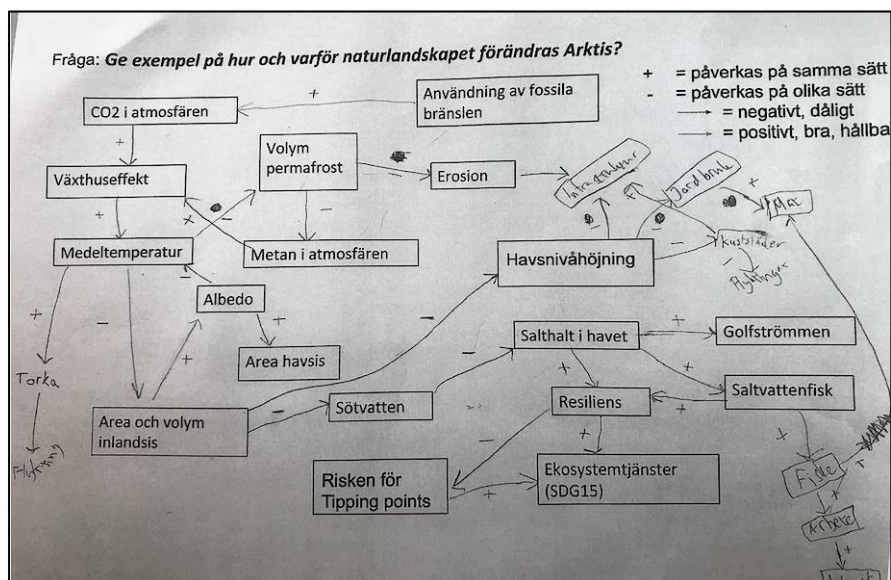 Fråga: Ge exempel på hur och varför naturlandskapet förändras Arktis?
+ = påverkas på samma sätt
- = påverkas på olika sätt
= negativt, dåligt
= positivt, bra, hållba
CO2 i atmosfären
+
Användning av fossila
bränslen
+
Växthuseffekt
Volym
permafrost
-
Erosion
Infrastruktur
Jordbruk
+
Mat
+
+
-
-
+
-
-
-
Medeltemperatur
Metan i atmosfären
Havsnivåhöjning
-
Kuststäder
-
Flyktingar
-
Albedo
+
-
+
-
Area havsis
Salthalt i havet
+
Golfströmmen
Torka
+
-
+
+
Area och volym
inlandsis
-
Sötvatten
Resiliens
+
Saltvattenfisk
-
+
+
Risken för
Tipping points
+
Ekosystemtjänster
(SDG15)
Fiske
+
+
Arbete
+